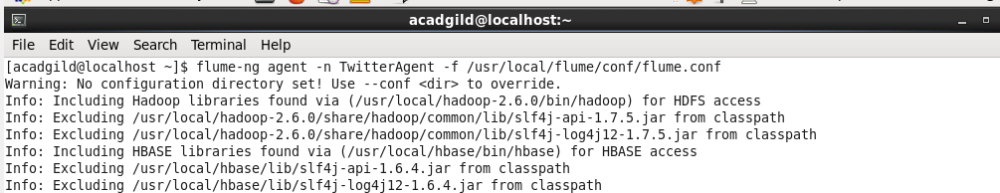 acadgild@localhost:~
File Edit View Search Terminal Help
[acadgild@localhost ~]$ flume-ng agent -n TwitterAgent -f /usr/local/flume/conf/flume.conf
Warning: No configuration directory set! Use --conf <dir> to override.
Info: Including Hadoop libraries found via (/usr/local/hadoop-2.6.0/bin/hadoop) for HDFS access
Info: Excluding /usr/local/hadoop-2.6.0/share/hadoop/common/lib/slf4j-api-1.7.5.jar from classpath
Info: Excluding /usr/local/hadoop-2.6.0/share/hadoop/common/lib/slf4j-log4j12-1.7.5.jar from classpath
Info: Including HBASE libraries found via (/usr/local/hbase/bin/hbase) for HBASE access
Info: Excluding /usr/local/hbase/lib/slf4j-api-1.6.4.jar from classpath
Info: Excluding /usr/local/hbase/lib/slf4j-log4j12-1.6.4.jar from classpath